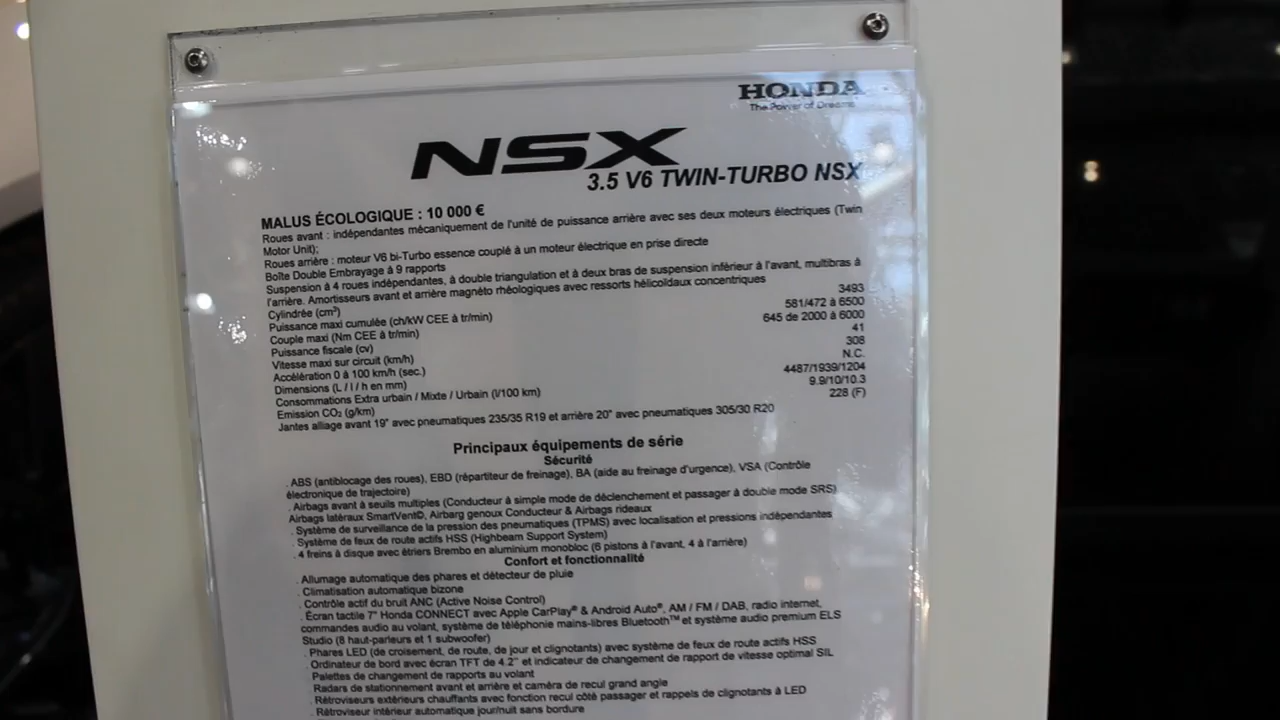 HONDA
The Power of Dreams
NSX
3.5 V6 TWIN-TURBO NSX
MALUS ÉCOLOGIQUE : 10 000 €
Roues avant : indépendantes mécaniquement de l'unité de puissance arrière avec ses deux moteurs électriques (Twin
Motor Unit);
Roues arrière : moteur V6 bi-Turbo essence couplé à un moteur électrique en prise directe
Boîte Double Embrayage à 9 rapports
Suspension à 4 roues indépendantes, à double triangulation et à deux bras de suspension inférieur à l'avant, multibras à
l'arrière. Amortisseurs avant et arrière magnéto rhéologiques avec ressorts hélicoïdaux concentriques
Cylindrée (cm³) 3493
Puissance maxi cumulée (ch/kW CEE à tr/min) 581/472 à 6500
Couple maxi (Nm CEE à tr/min) 645 de 2000 à 6000
Puissance fiscale (cv) 41
Vitesse maxi sur circuit (km/h) 308
Accélération 0 à 100 km/h (sec.) N.C.
Dimensions (L / l / h en mm) 4487/1939/1204
Consommations Extra urbain / Mixte / Urbain (l/100 km) 9.9/10/10.3
Emission CO₂ (g/km) 228 (F)
Jantes alliage avant 19" avec pneumatiques 235/35 R19 et arrière 20" avec pneumatiques 305/30 R20
Principaux équipements de série
Sécurité
. ABS (antiblocage des roues), EBD (répartiteur de freinage), BA (aide au freinage d'urgence), VSA (Contrôle
électronique de trajectoire)
. Airbags avant à seuils multiples (Conducteur à simple mode de déclenchement et passager à double mode SRS)
Airbags latéraux SmartVent©, Airbarg genoux Conducteur & Airbags rideaux
. Système de surveillance de la pression des pneumatiques (TPMS) avec localisation et pressions indépendantes
. Système de feux de route actifs HSS (Highbeam Support System)
. 4 freins à disque avec étriers Brembo en aluminium monobloc (6 pistons à l'avant, 4 à l'arrière)
Confort et fonctionnalité
. Allumage automatique des phares et détecteur de pluie
. Climatisation automatique bizone
. Contrôle actif du bruit ANC (Active Noise Control)
. Écran tactile 7" Honda CONNECT avec Apple CarPlay® & Android Auto®, AM / FM / DAB, radio internet,
commandes audio au volant, système de téléphonie mains-libres Bluetooth™ et système audio premium ELS
Studio (8 haut-parleurs et 1 subwoofer)
. Phares LED (de croisement, de route, de jour et clignotants) avec système de feux de route actifs HSS
. Ordinateur de bord avec écran TFT de 4.2" et indicateur de changement de rapport de vitesse optimal SIL
. Palettes de changement de rapports au volant
. Radars de stationnement avant et arrière et caméra de recul grand angle
. Rétroviseurs extérieurs chauffants avec fonction recul côté passager et rappels de clignotants à LED
. Rétroviseur intérieur automatique jour/nuit sans bordure